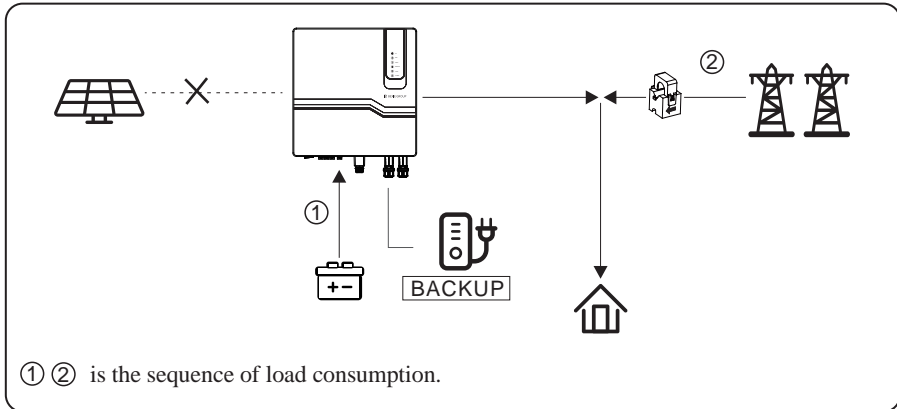 ②
①
+ -
BACKUP
① ② is the sequence of load consumption.